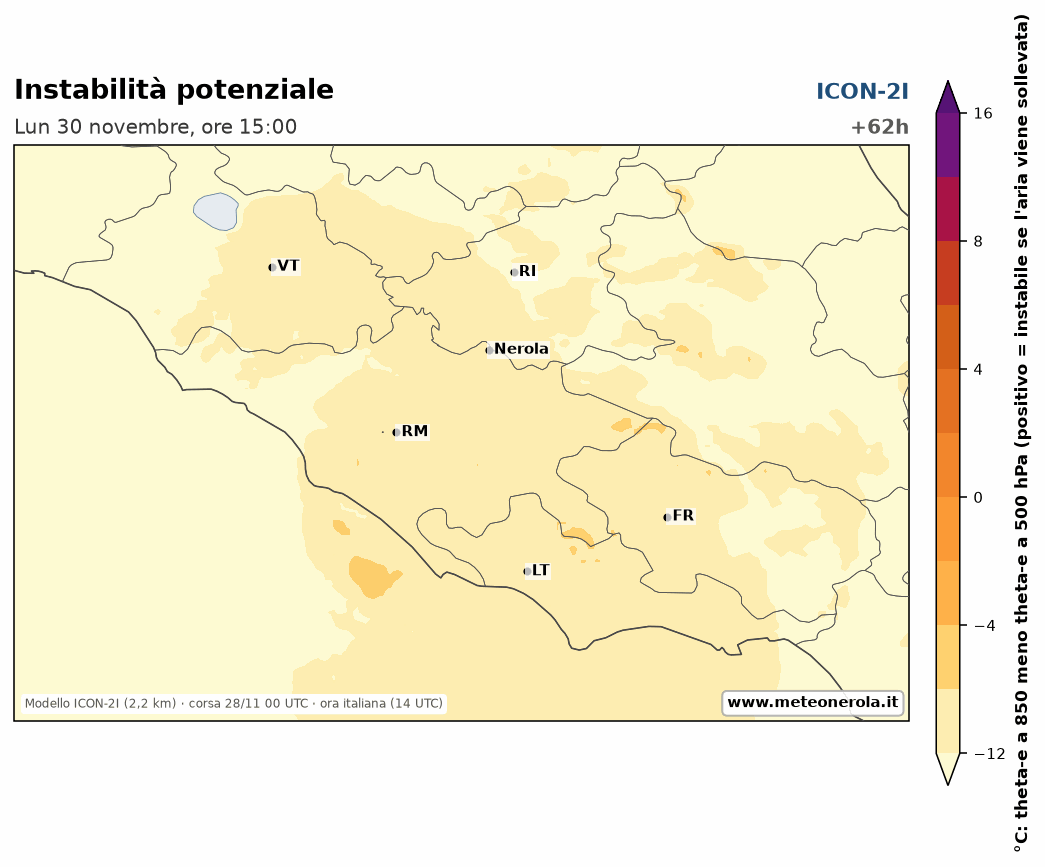 Instabilità potenziale
ICON-2I
Lun 30 novembre, ore 15:00
+62h
VT
RI
Nerola
RM
FR
LT
Modello ICON-2I (2,2 km) · corsa 28/11 00 UTC · ora italiana (14 UTC)
www.meteonerola.it
16
8
4
0
−4
−12
°C: theta-e a 850 meno theta-e a 500 hPa (positivo = instabile se l'aria viene sollevata)